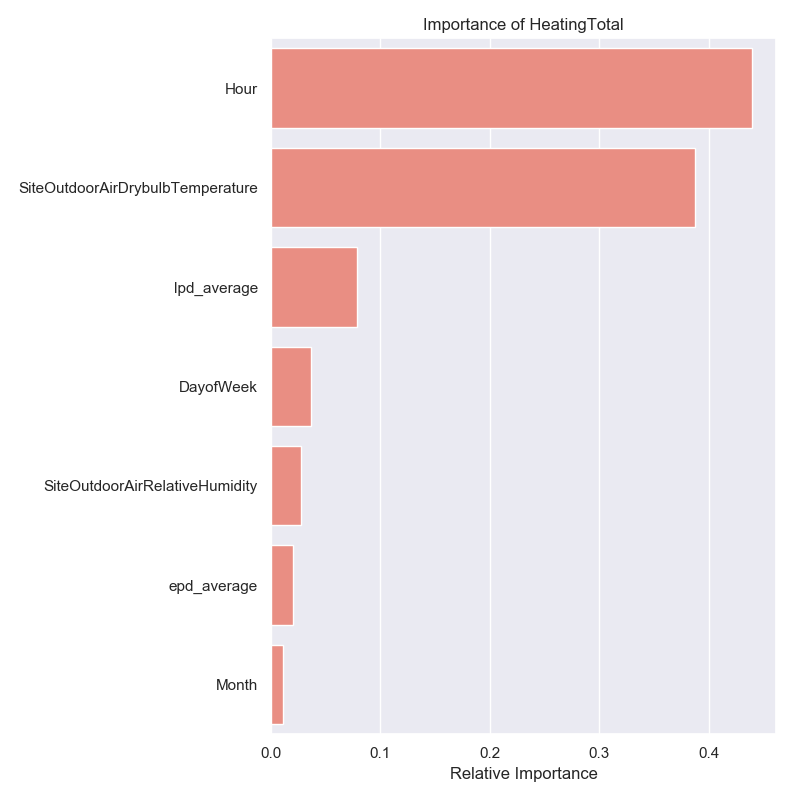 Importance of HeatingTotal
Hour
SiteOutdoorAirDrybulbTemperature
lpd_average
DayofWeek
SiteOutdoorAirRelativeHumidity
epd_average
Month
0.0 0.1 0.2 0.3 0.4
Relative Importance